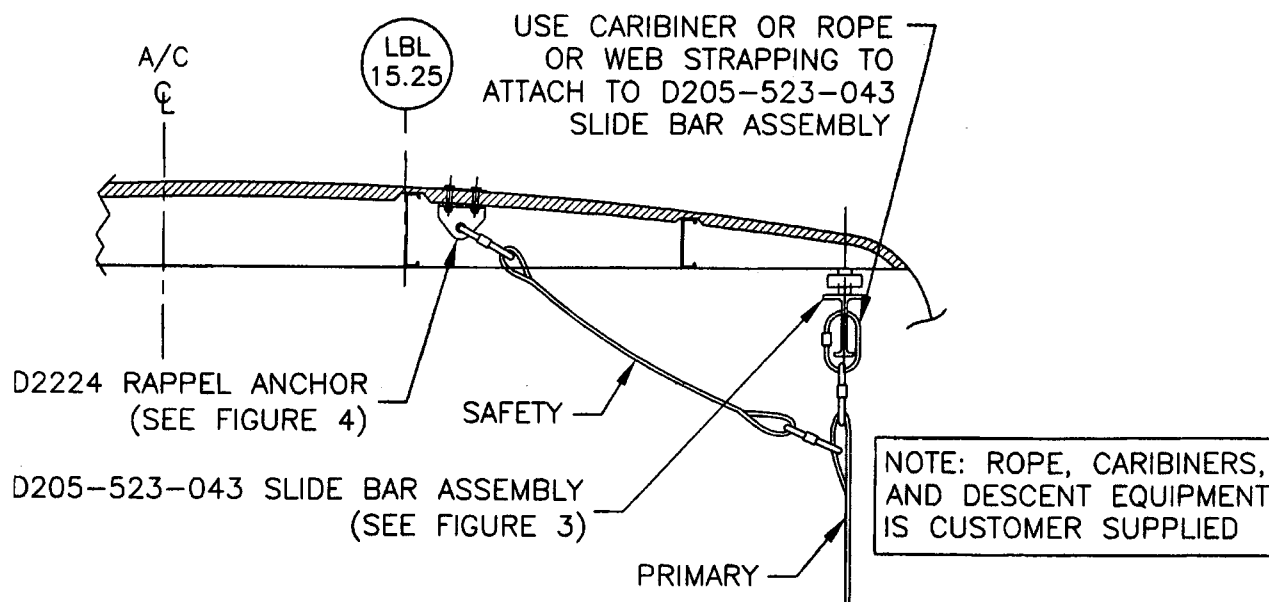 USE CARIBINER OR ROPE
OR WEB STRAPPING TO
ATTACH TO D205-523-043
SLIDE BAR ASSEMBLY
A/C
CL
LBL
15.25
D2224 RAPPEL ANCHOR
(SEE FIGURE 4)
SAFETY
D205-523-043 SLIDE BAR ASSEMBLY
(SEE FIGURE 3)
NOTE: ROPE, CARIBINERS,
AND DESCENT EQUIPMENT
IS CUSTOMER SUPPLIED
PRIMARY